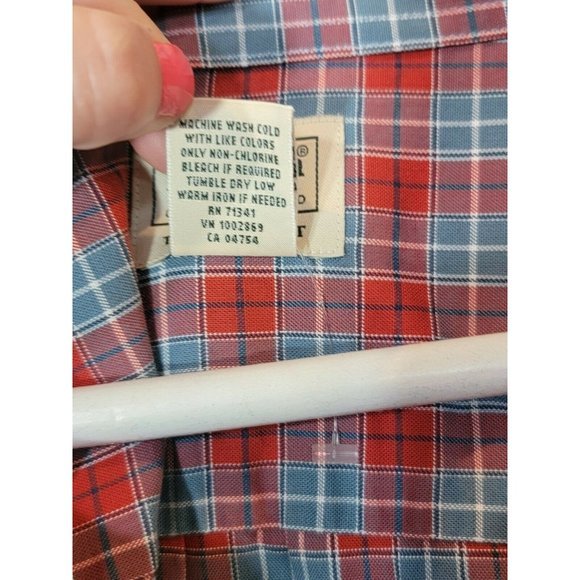 MACHINE WASH COLD
WITH LIKE COLORS
ONLY NON-CHLORINE
BLEACH IF REQUIRED
TUMBLE DRY LOW
WARM IRON IF NEEDED
RN 71341
VN 1002869
CA 04754
®